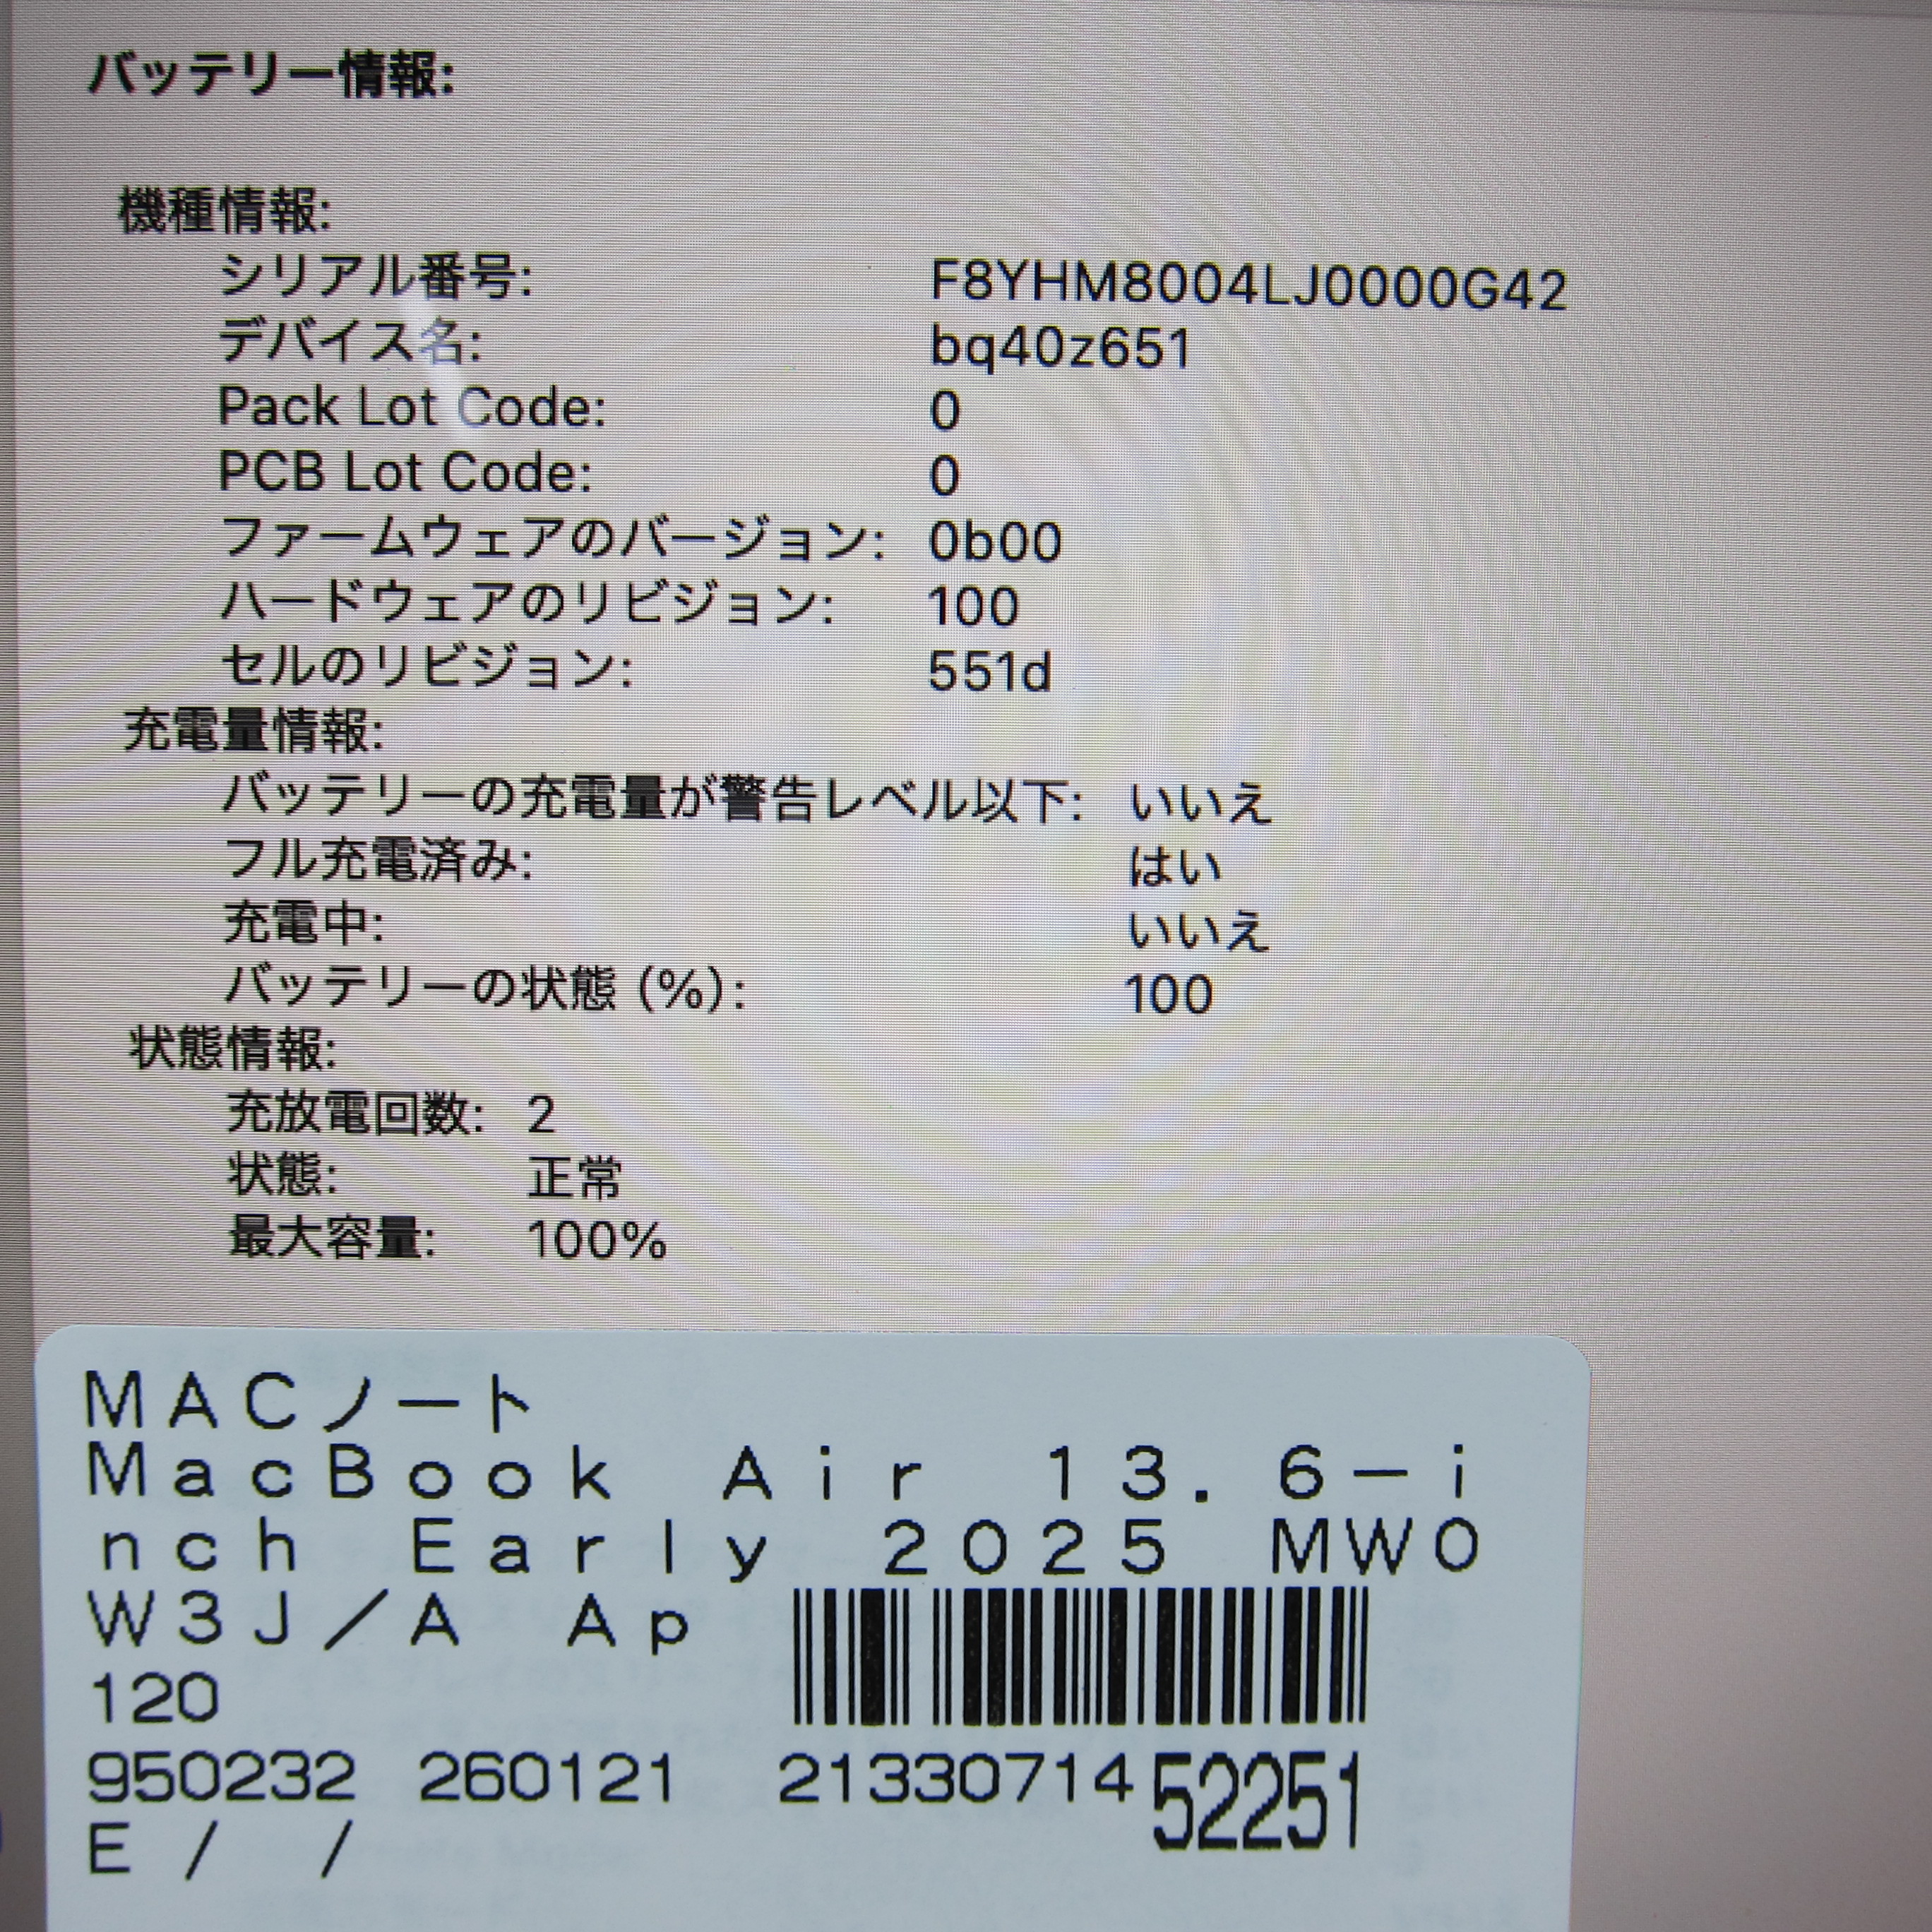 バッテリー情報:
機種情報:
シリアル番号: F8YHM8004LJ0000G42
デバイス名: bq40z651
Pack Lot Code: 0
PCB Lot Code: 0
ファームウェアのバージョン: 0b00
ハードウェアのリビジョン: 100
セルのリビジョン: 551d
充電量情報:
バッテリーの充電量が警告レベル以下: いいえ
フル充電済み: はい
充電中: いいえ
バッテリーの状態 (%): 100
状態情報:
充放電回数: 2
状態: 正常
最大容量: 100%
MACノート
MacBook Air 13.6-i
nch Early 2025 MW0
W3J/A Ap
120
950232 260121 2133071452251
E / /